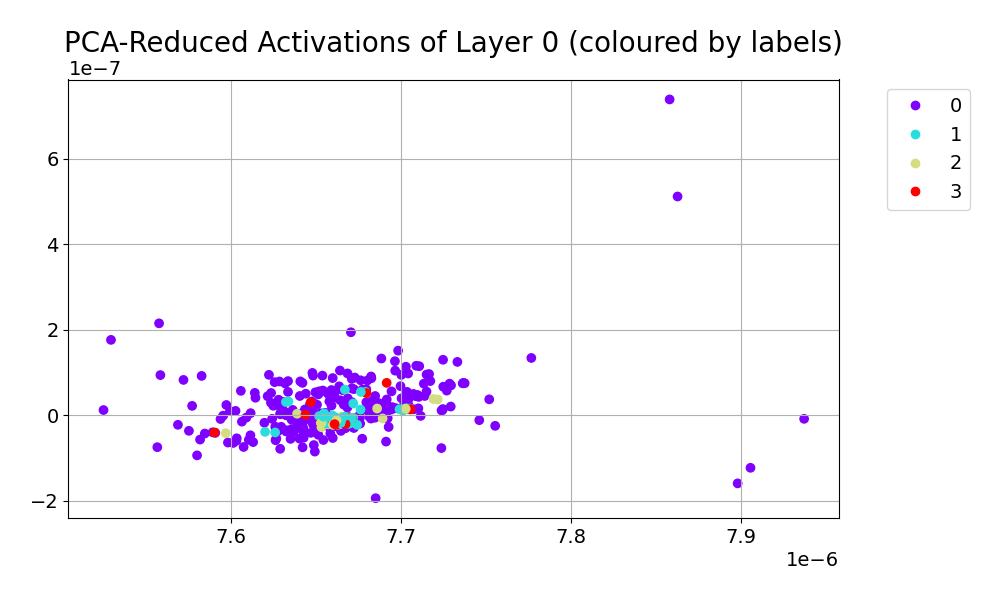 PCA-Reduced Activations of Layer 0 (coloured by labels)
1e−7
6
4
2
0
−2
7.6 7.7 7.8 7.9
1e−6
0
1
2
3